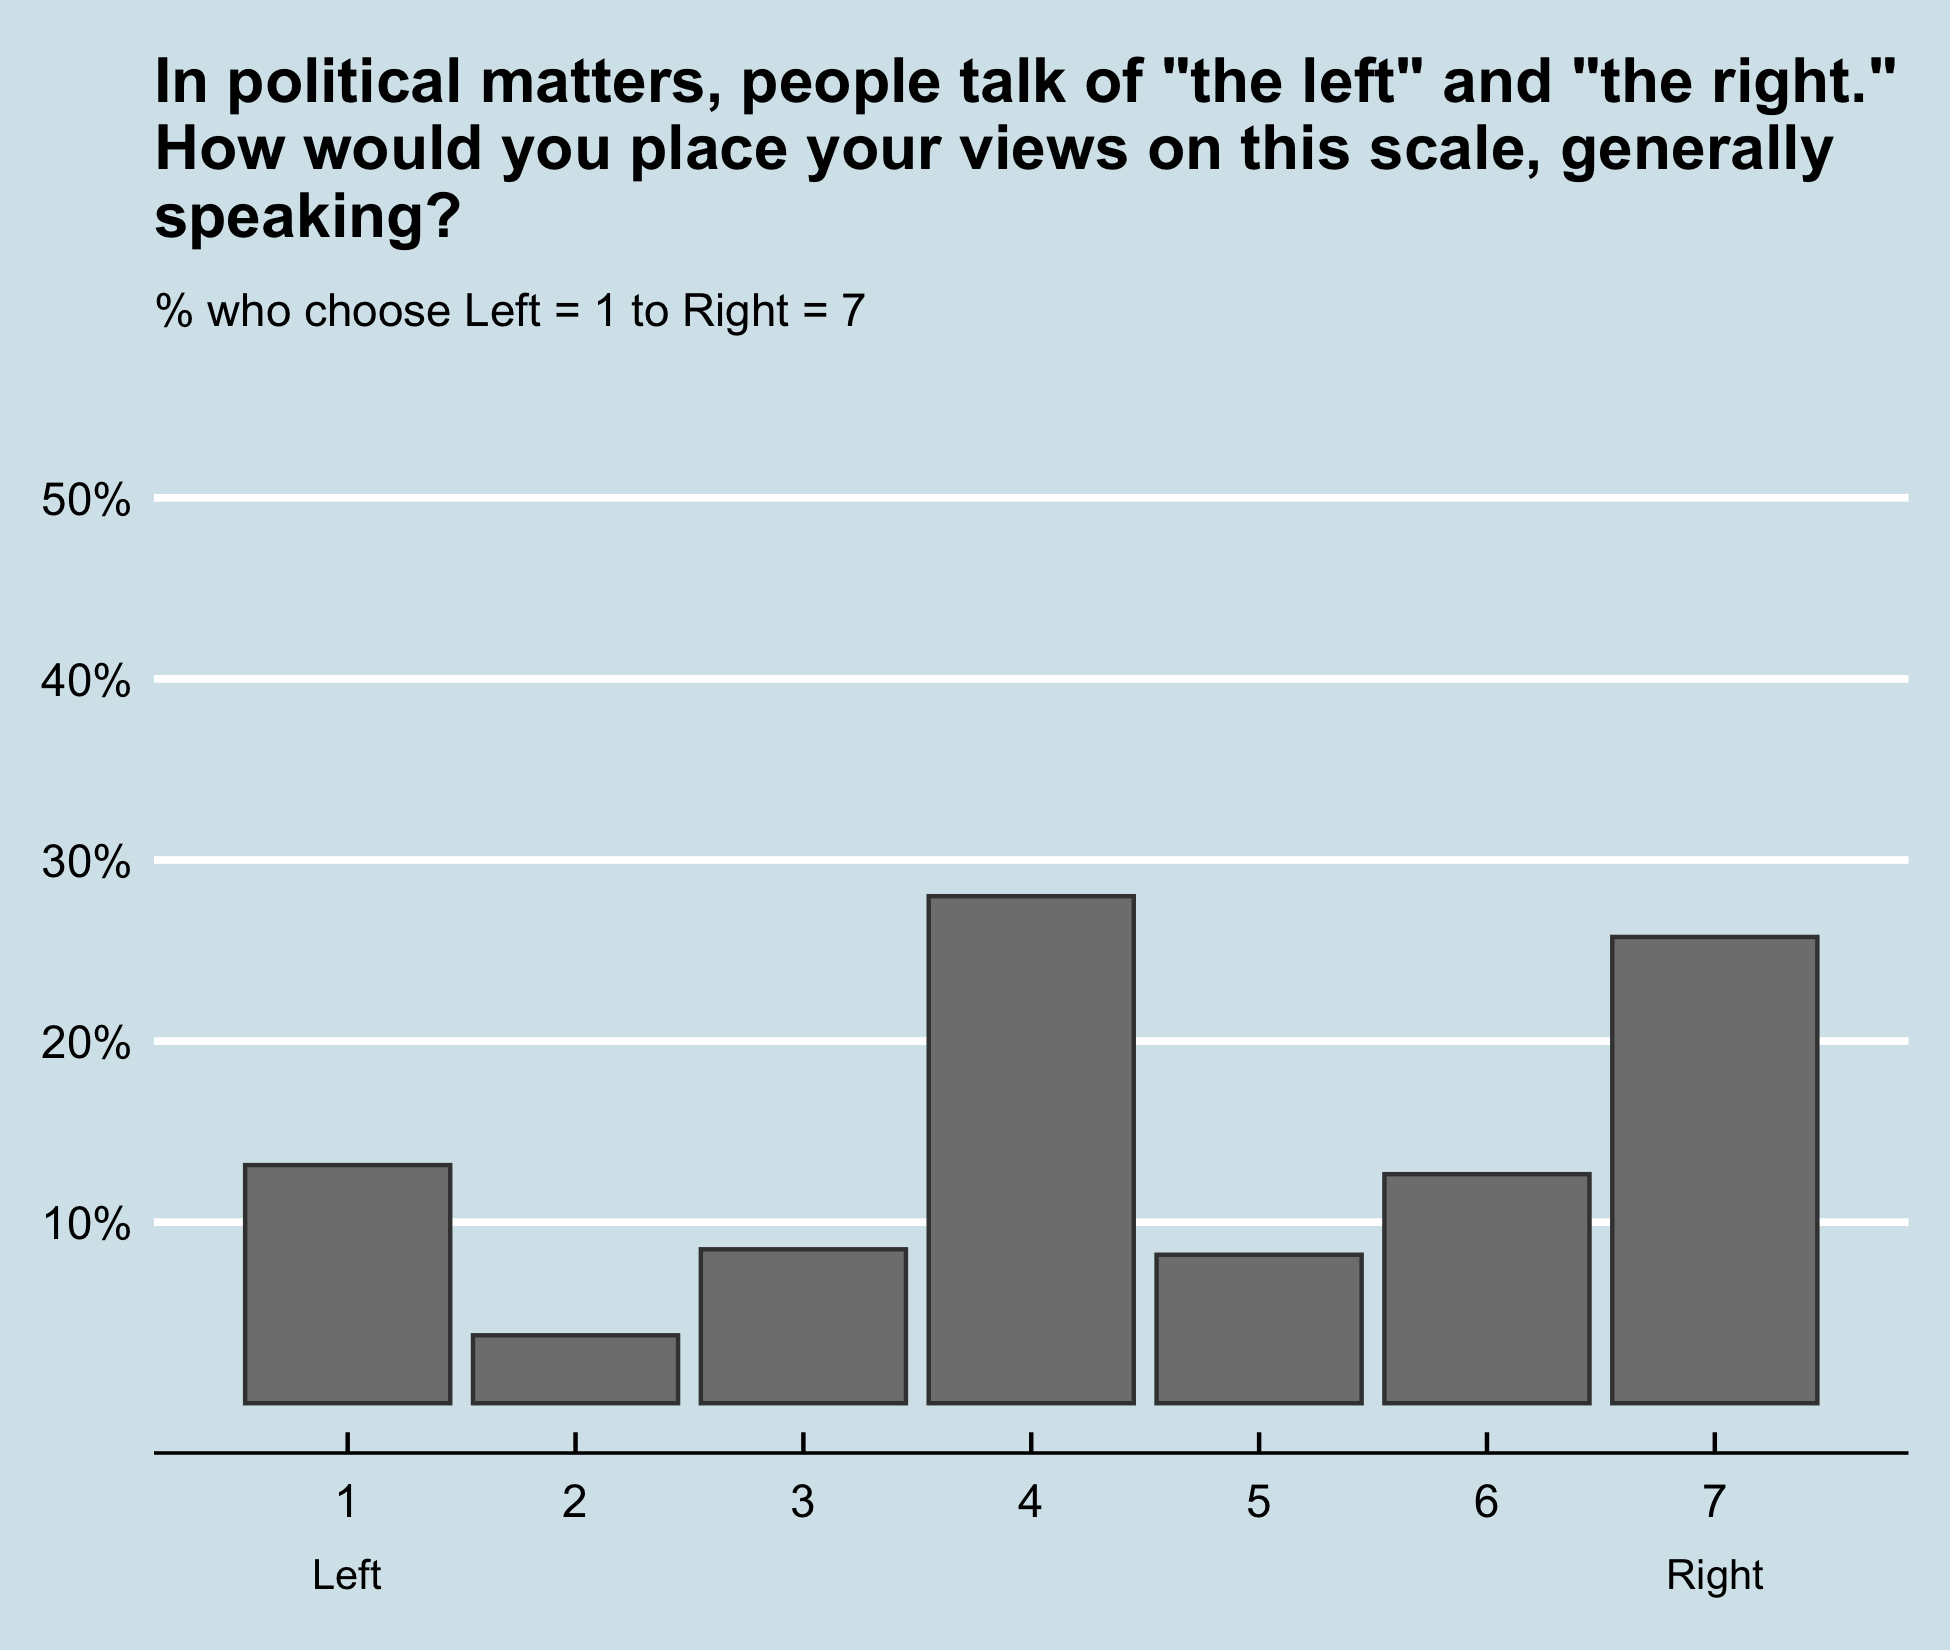 In political matters, people talk of "the left" and "the right."
How would you place your views on this scale, generally
speaking?
% who choose Left = 1 to Right = 7
50%
40%
30%
20%
10%
1 2 3 4 5 6 7
Left Right